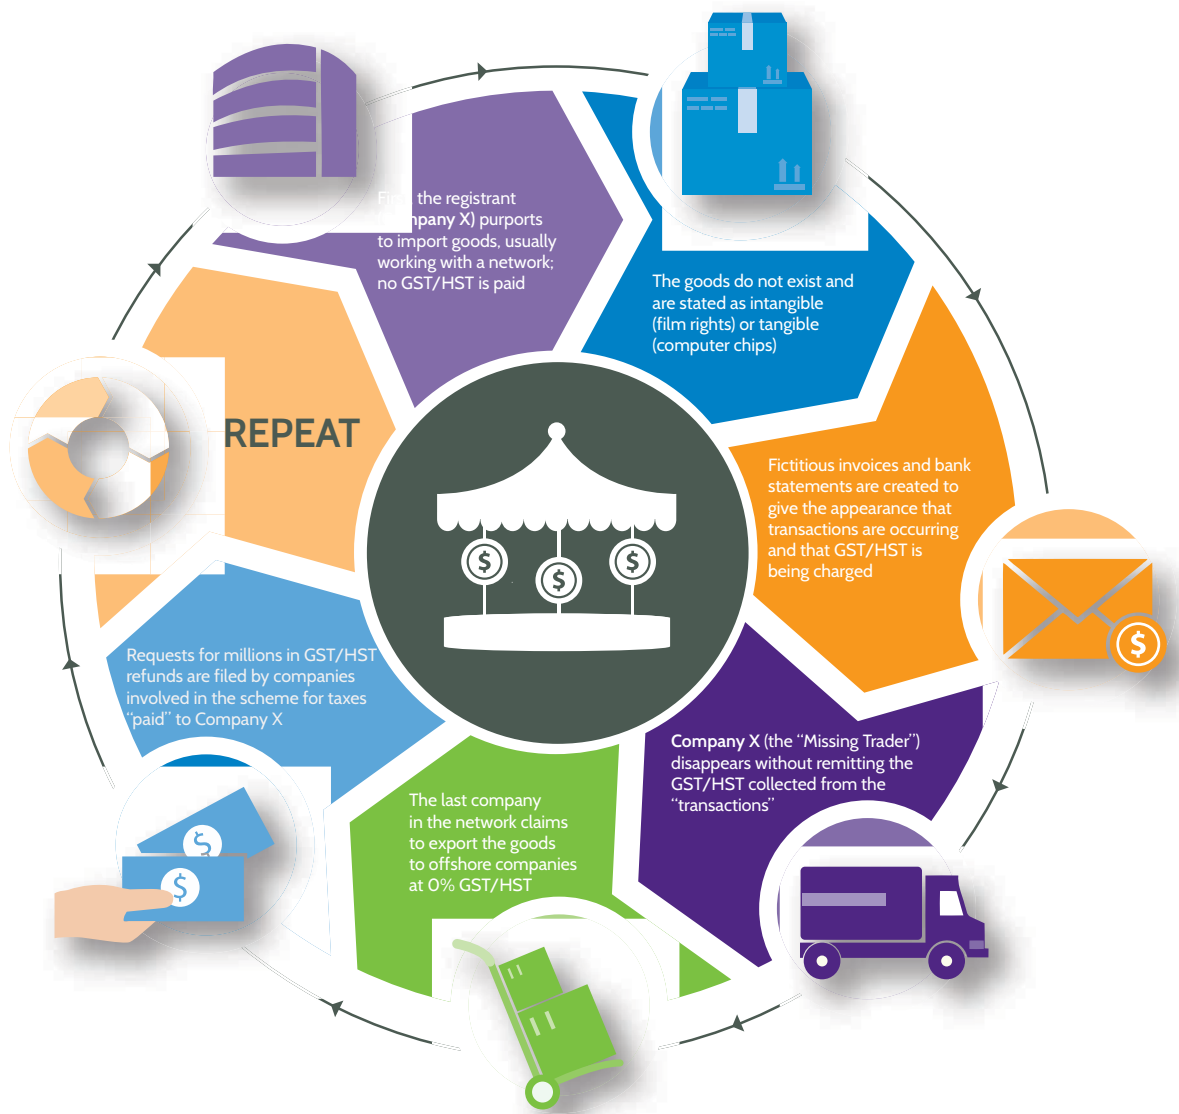 First, the registrant
(Company X) purports
to import goods, usually
working with a network;
no GST/HST is paid
The goods do not exist and
are stated as intangible
(film rights) or tangible
(computer chips)
Fictitious invoices and bank
statements are created to
give the appearance that
transactions are occurring
and that GST/HST is
being charged
$
Company X (the “Missing Trader”)
disappears without remitting the
GST/HST collected from the
“transactions”
The last company
in the network claims
to export the goods
to offshore companies
at 0% GST/HST
Requests for millions in GST/HST
refunds are filed by companies
involved in the scheme for taxes
“paid” to Company X
$
$
REPEAT
$ $ $